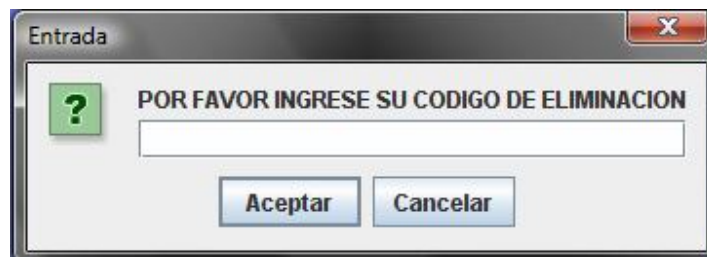 Entrada
POR FAVOR INGRESE SU CODIGO DE ELIMINACION
Aceptar Cancelar